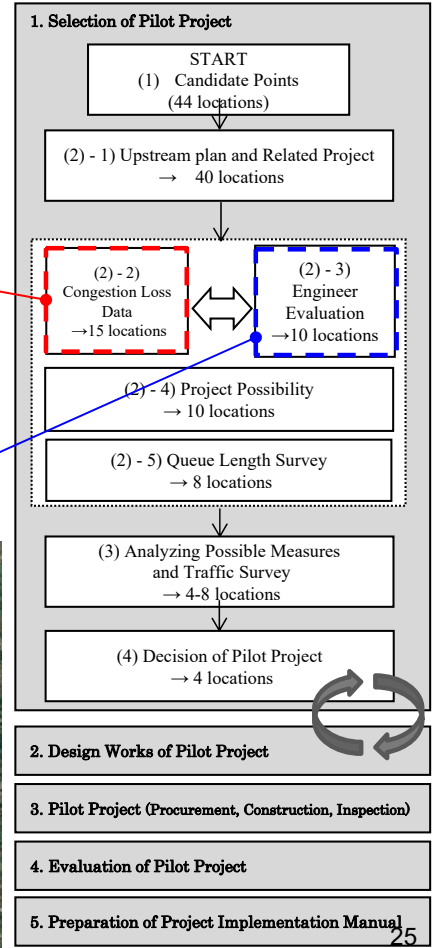 1. Selection of Pilot Project
START
(1) Candidate Points
(44 locations)
(2) - 1) Upstream plan and Related Project
→ 40 locations
(2) - 2)
Congestion Loss
Data
→15 locations
(2) - 3)
Engineer
Evaluation
→10 locations
(2) - 4) Project Possibility
→ 10 locations
(2) - 5) Queue Length Survey
→ 8 locations
(3) Analyzing Possible Measures
and Traffic Survey
→ 4-8 locations
(4) Decision of Pilot Project
→ 4 locations
2. Design Works of Pilot Project
3. Pilot Project (Procurement, Construction, Inspection)
4. Evaluation of Pilot Project
5. Preparation of Project Implementation Manual
25